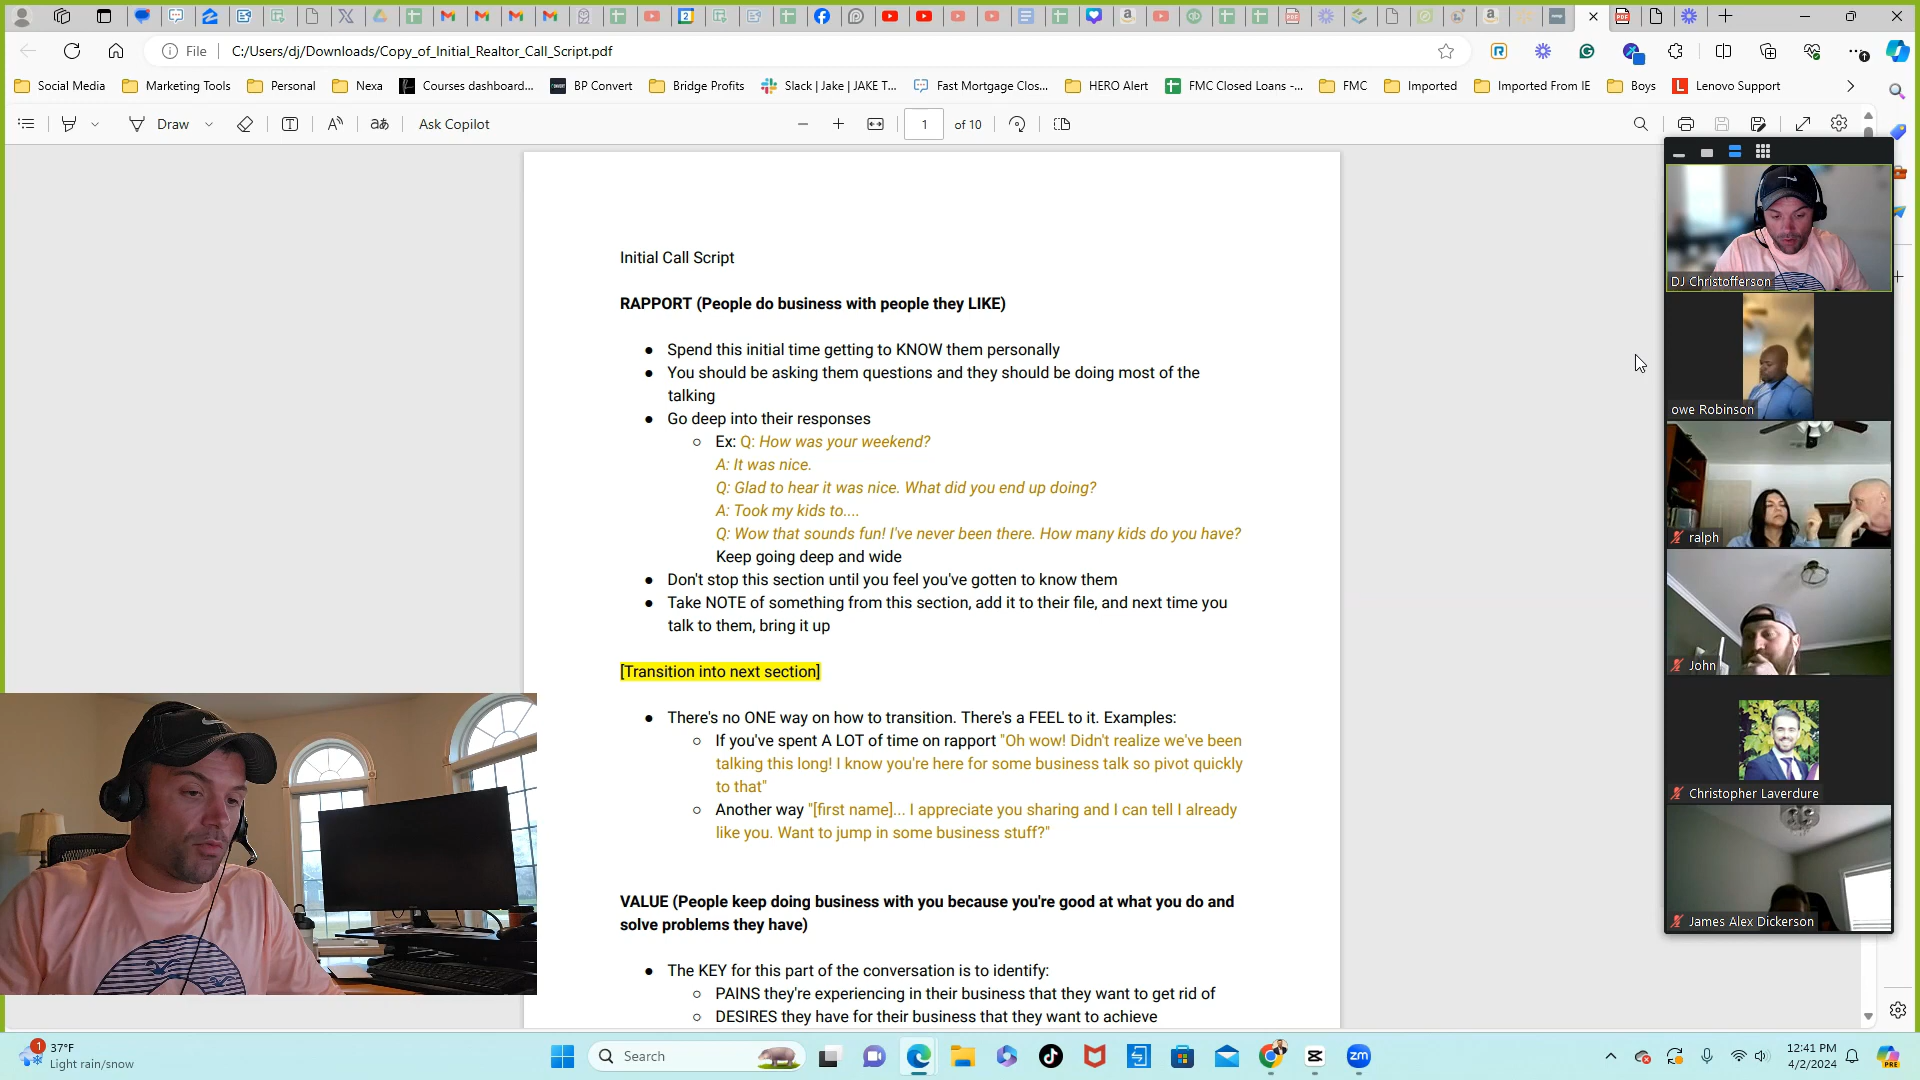 File
C:/Users/dj/Downloads/Copy_of_Initial_Realtor_Call_Script.pdf
Social Media
Marketing Tools
Personal
Nexa
Courses dashboard...
BP Convert
Bridge Profits
Slack | Jake | JAKE T...
Fast Mortgage Clos...
HERO Alert
FMC Closed Loans -...
FMC
Imported
Imported From IE
Boys
Lenovo Support
Draw
Ask Copilot
1
of 10
Initial Call Script
RAPPORT (People do business with people they LIKE)
● Spend this initial time getting to KNOW them personally
● You should be asking them questions and they should be doing most of the
talking
● Go deep into their responses
○ Ex: Q: How was your weekend?
A: It was nice.
Q: Glad to hear it was nice. What did you end up doing?
A: Took my kids to....
Q: Wow that sounds fun! I've never been there. How many kids do you have?
Keep going deep and wide
● Don't stop this section until you feel you've gotten to know them
● Take NOTE of something from this section, add it to their file, and next time you
talk to them, bring it up
[Transition into next section]
● There's no ONE way on how to transition. There's a FEEL to it. Examples:
○ If you've spent A LOT of time on rapport "Oh wow! Didn't realize we've been
talking this long! I know you're here for some business talk so pivot quickly
to that"
○ Another way "[first name]... I appreciate you sharing and I can tell I already
like you. Want to jump in some business stuff?"
VALUE (People keep doing business with you because you're good at what you do and
solve problems they have)
● The KEY for this part of the conversation is to identify:
○ PAINS they're experiencing in their business that they want to get rid of
○ DESIRES they have for their business that they want to achieve
DJ Christofferson
owe Robinson
ralph
John
Christopher Laverdure
James Alex Dickerson
1
37°F
Light rain/snow
Search
zm
12:41 PM
4/2/2024
PRE